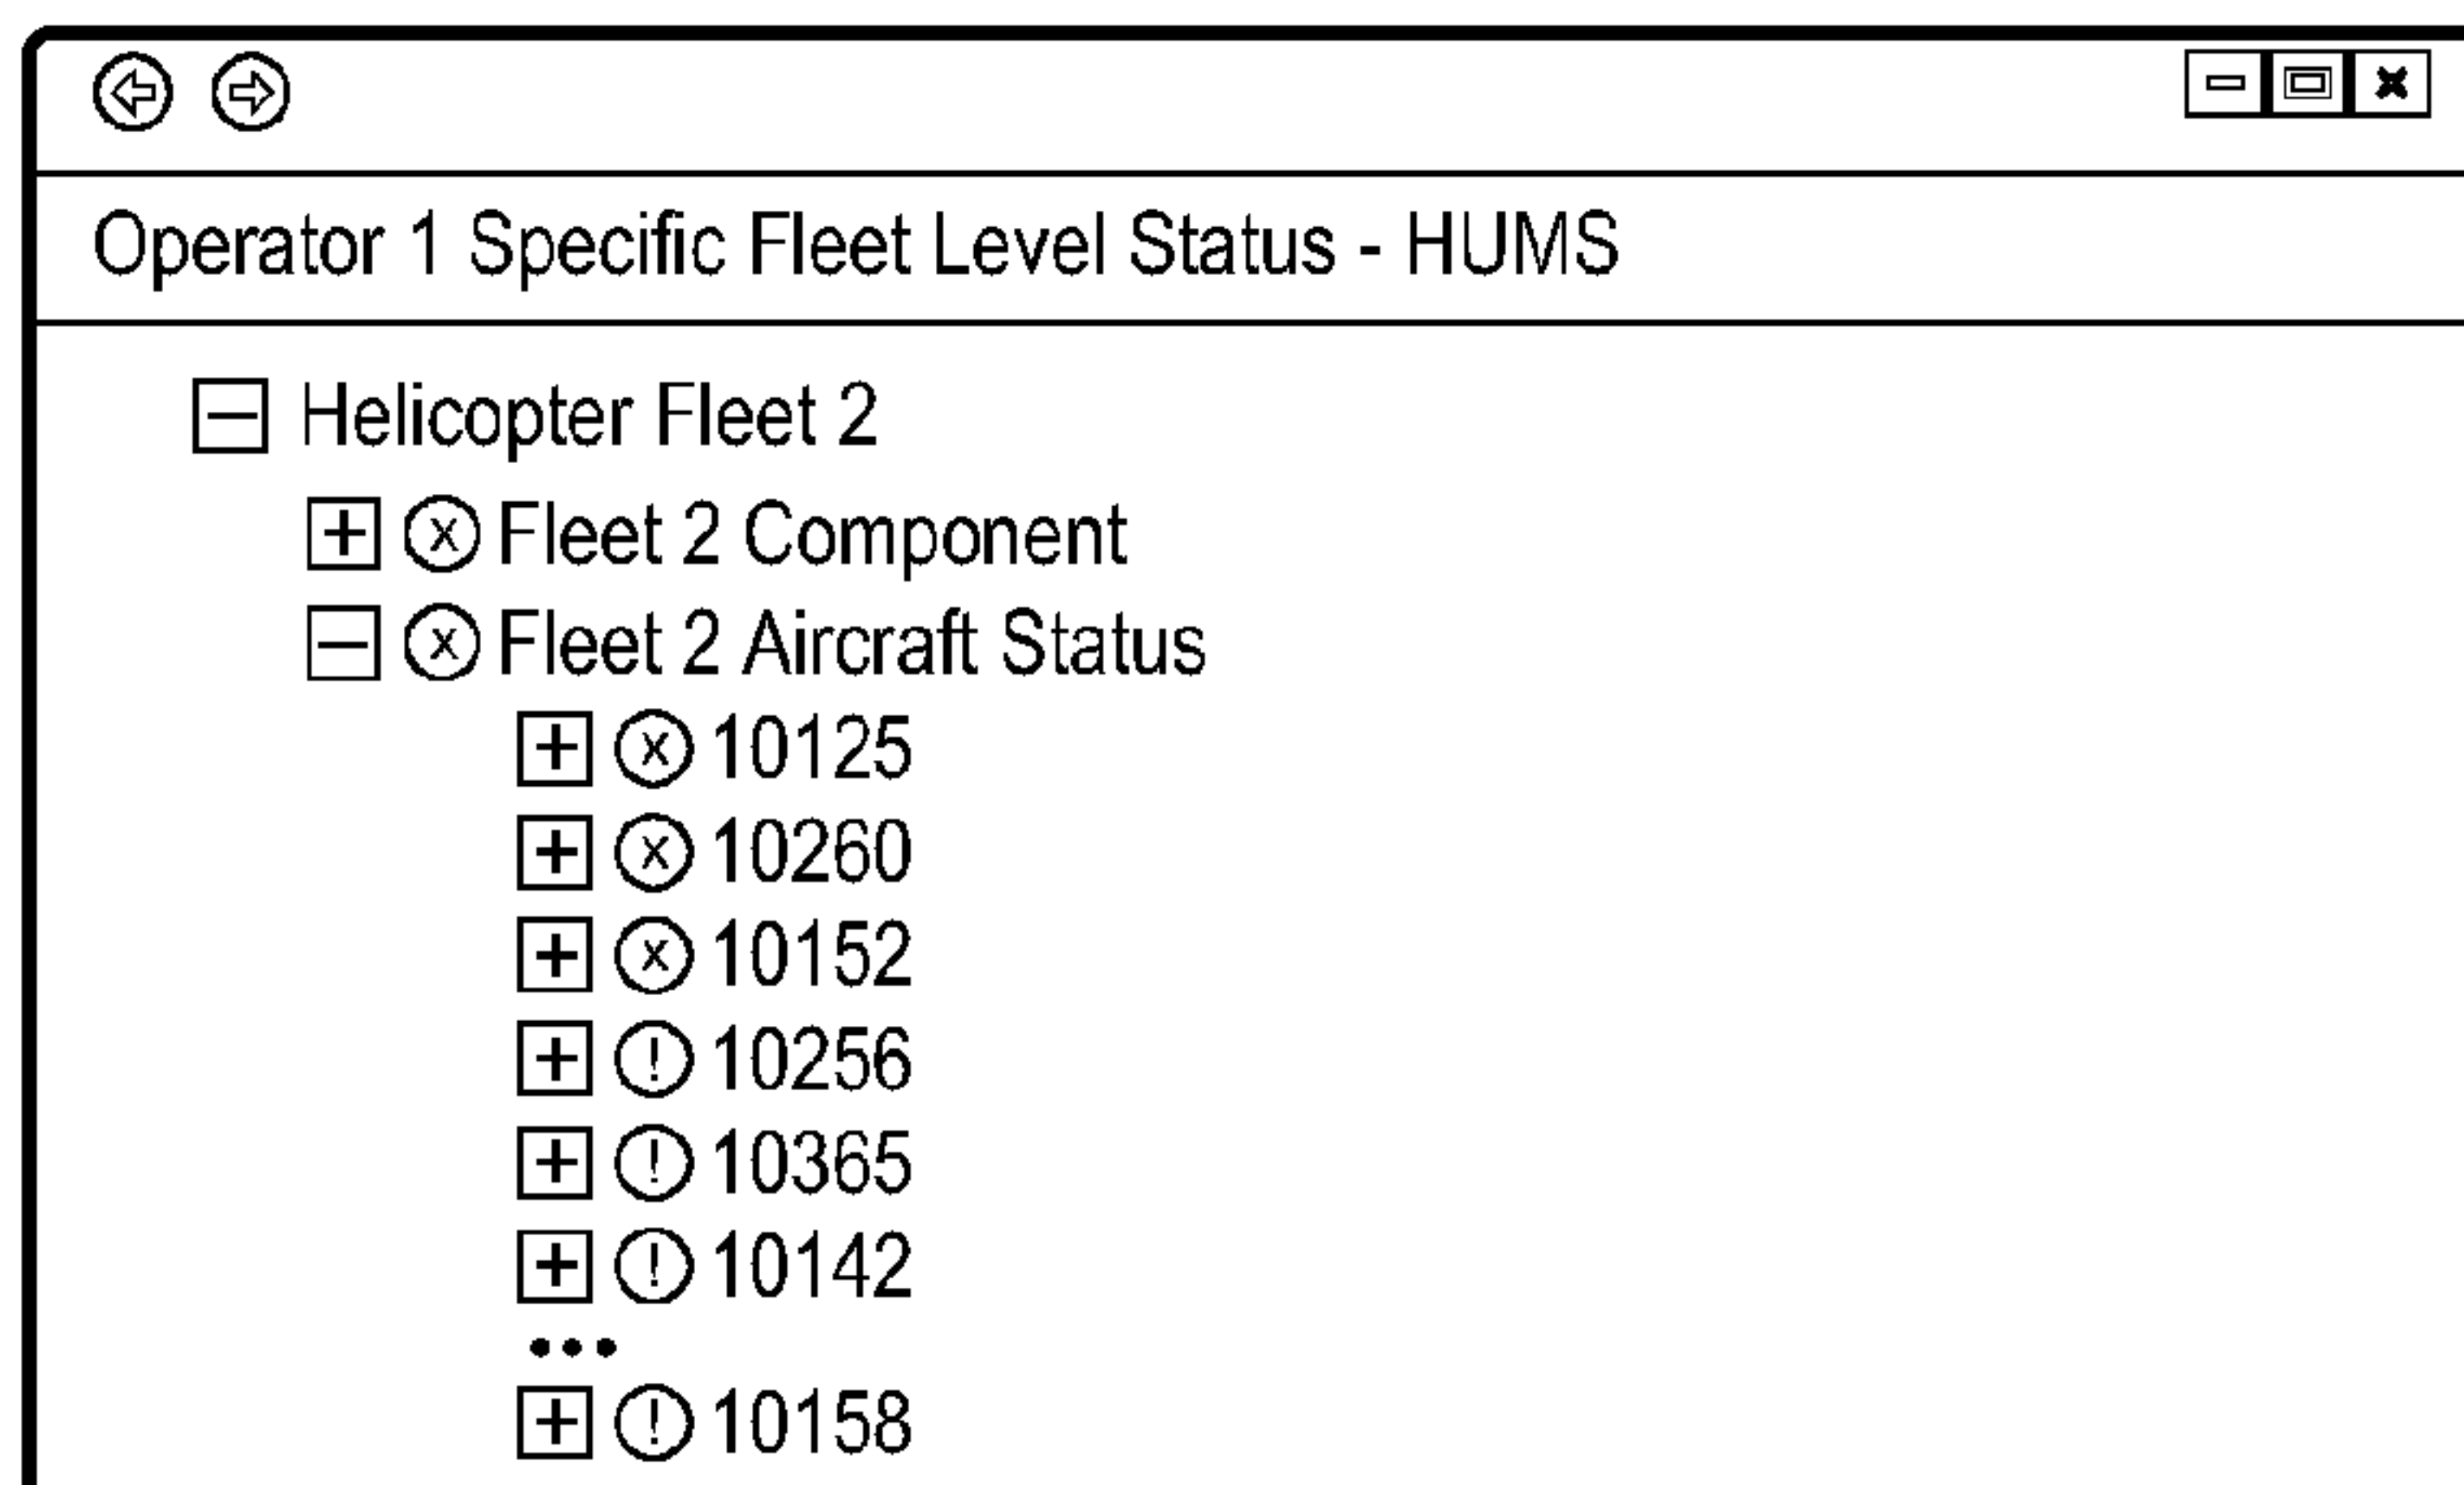 Operator 1 Specific Fleet Level Status - HUMS
Helicopter Fleet 2
x Fleet 2 Component
x Fleet 2 Aircraft Status
x 10125
x 10260
x 10152
! 10256
! 10365
! 10142
•••
! 10158